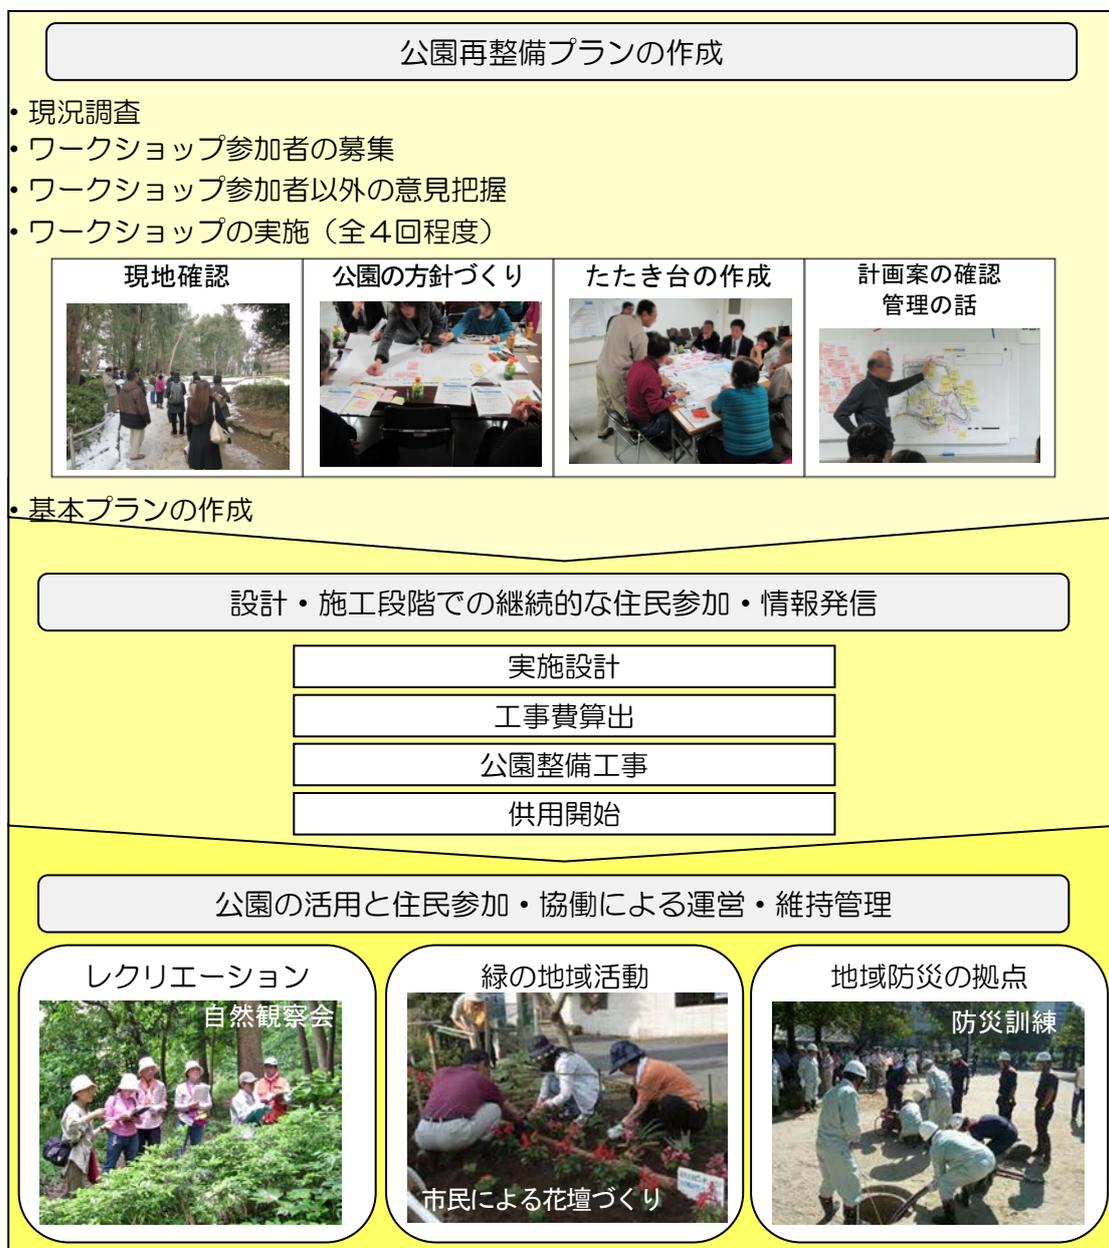 公園再整備プランの作成
・現況調査
・ワークショップ参加者の募集
・ワークショップ参加者以外の意見把握
・ワークショップの実施（全４回程度）
現地確認
公園の方針づくり
たたき台の作成
計画案の確認
管理の話
・基本プランの作成
設計・施工段階での継続的な住民参加・情報発信
実施設計
工事費算出
公園整備工事
供用開始
公園の活用と住民参加・協働による運営・維持管理
レクリエーション
自然観察会
緑の地域活動
市民による花壇づくり
地域防災の拠点
防災訓練